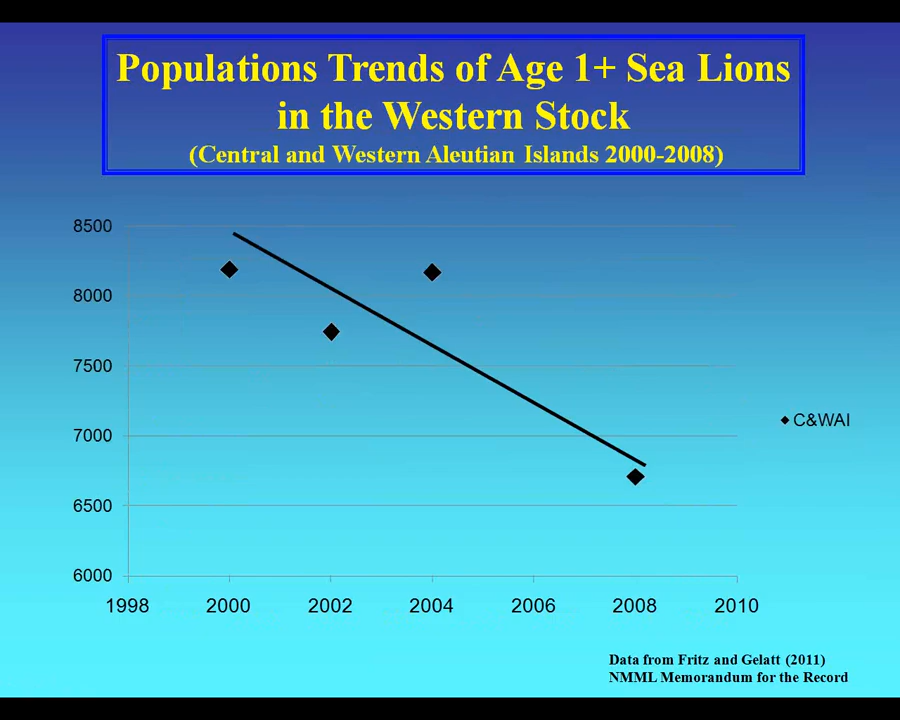 Populations Trends of Age 1+ Sea Lions
in the Western Stock
(Central and Western Aleutian Islands 2000-2008)
8500
8000
7500
7000
6500
6000
C&WAI
1998 2000 2002 2004 2006 2008 2010
Data from Fritz and Gelatt (2011)
NMML Memorandum for the Record